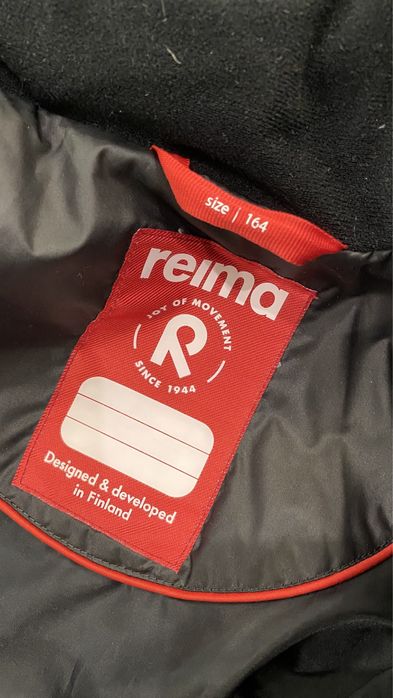 size | 164
reima
JOY OF MOVEMENT
R
SINCE 1944
Designed & developed
in Finland